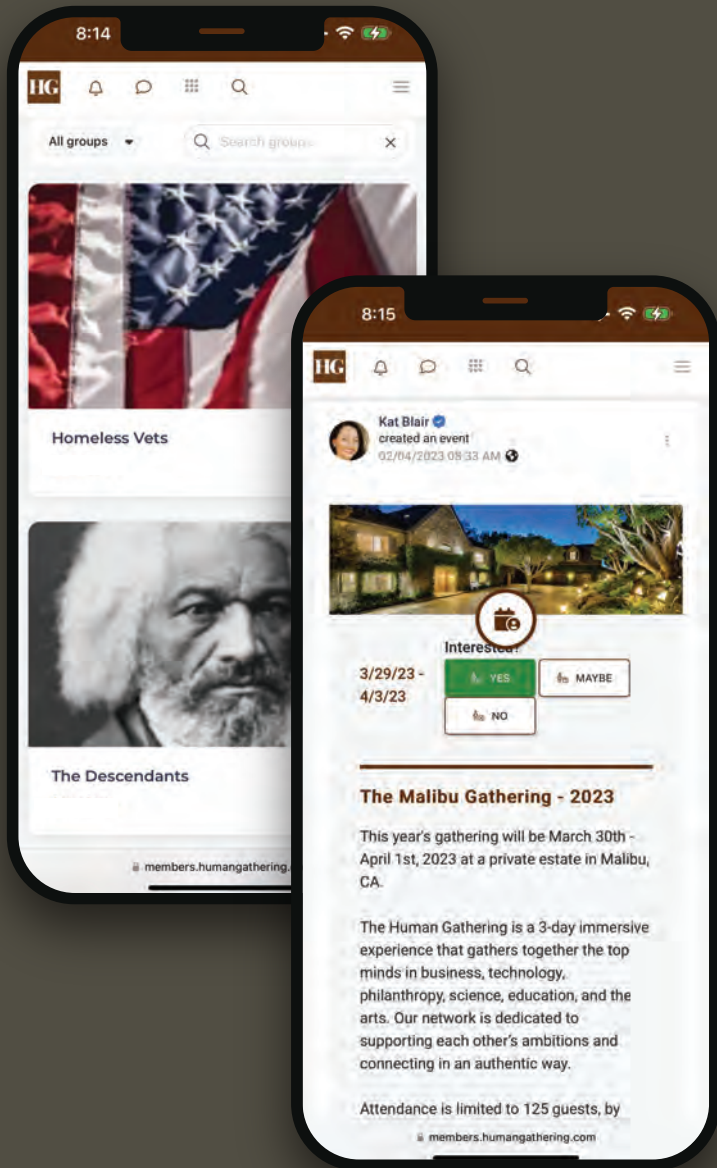 8:14
HG
All groups
Search groups
Homeless Vets
The Descendants
members.humangathering.
8:15
HG
Kat Blair
created an event
02/04/2023 08:33 AM
Interested?
3/29/23 -
4/3/23
YES
MAYBE
NO
The Malibu Gathering - 2023
This year's gathering will be March 30th -
April 1st, 2023 at a private estate in Malibu,
CA.
The Human Gathering is a 3-day immersive
experience that gathers together the top
minds in business, technology,
philanthropy, science, education, and the
arts. Our network is dedicated to
supporting each other's ambitions and
connecting in an authentic way.
Attendance is limited to 125 guests, by
members.humangathering.com